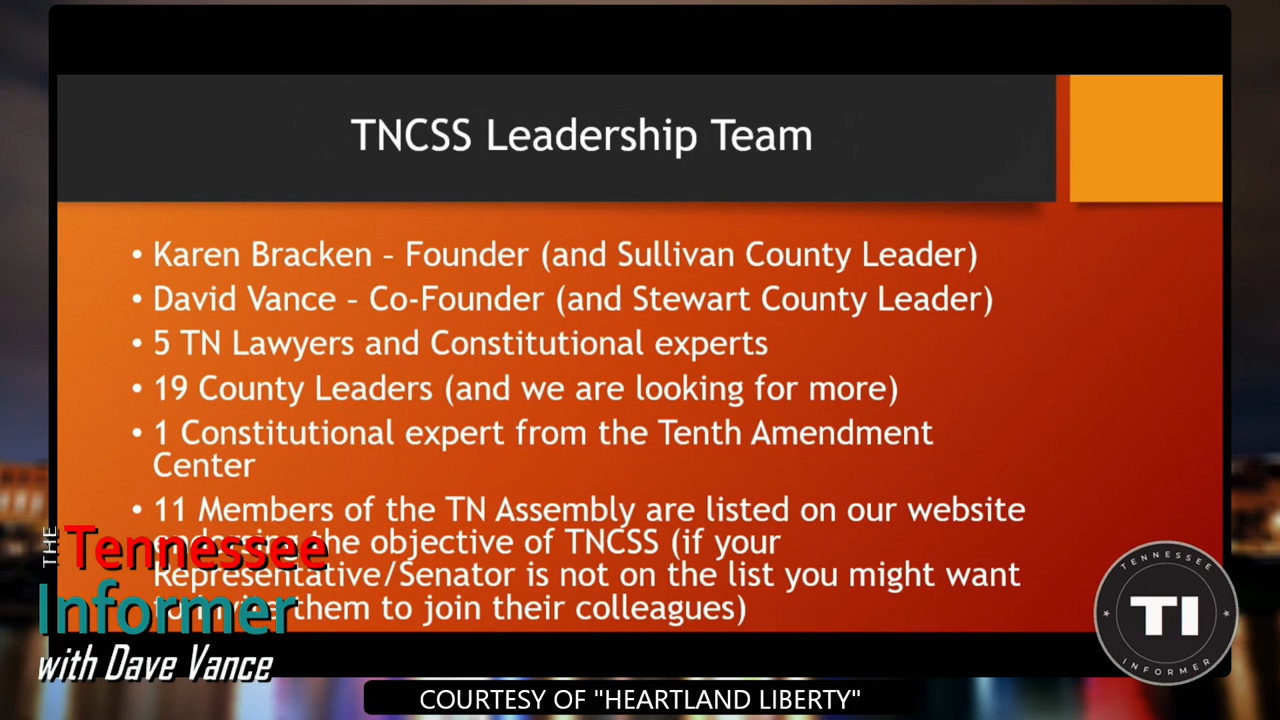 TNCSS Leadership Team
• Karen Bracken – Founder (and Sullivan County Leader)
• David Vance – Co-Founder (and Stewart County Leader)
• 5 TN Lawyers and Constitutional experts
• 19 County Leaders (and we are looking for more)
• 1 Constitutional expert from the Tenth Amendment
Center
• 11 Members of the TN Assembly are listed on our website
the objective of TNCSS (if your
Representative/Senator is not on the list you might want
to invite them to join their colleagues)
THE
Tennessee
Informer
with Dave Vance
TENNESSEE
TI
INFORMER
COURTESY OF "HEARTLAND LIBERTY"